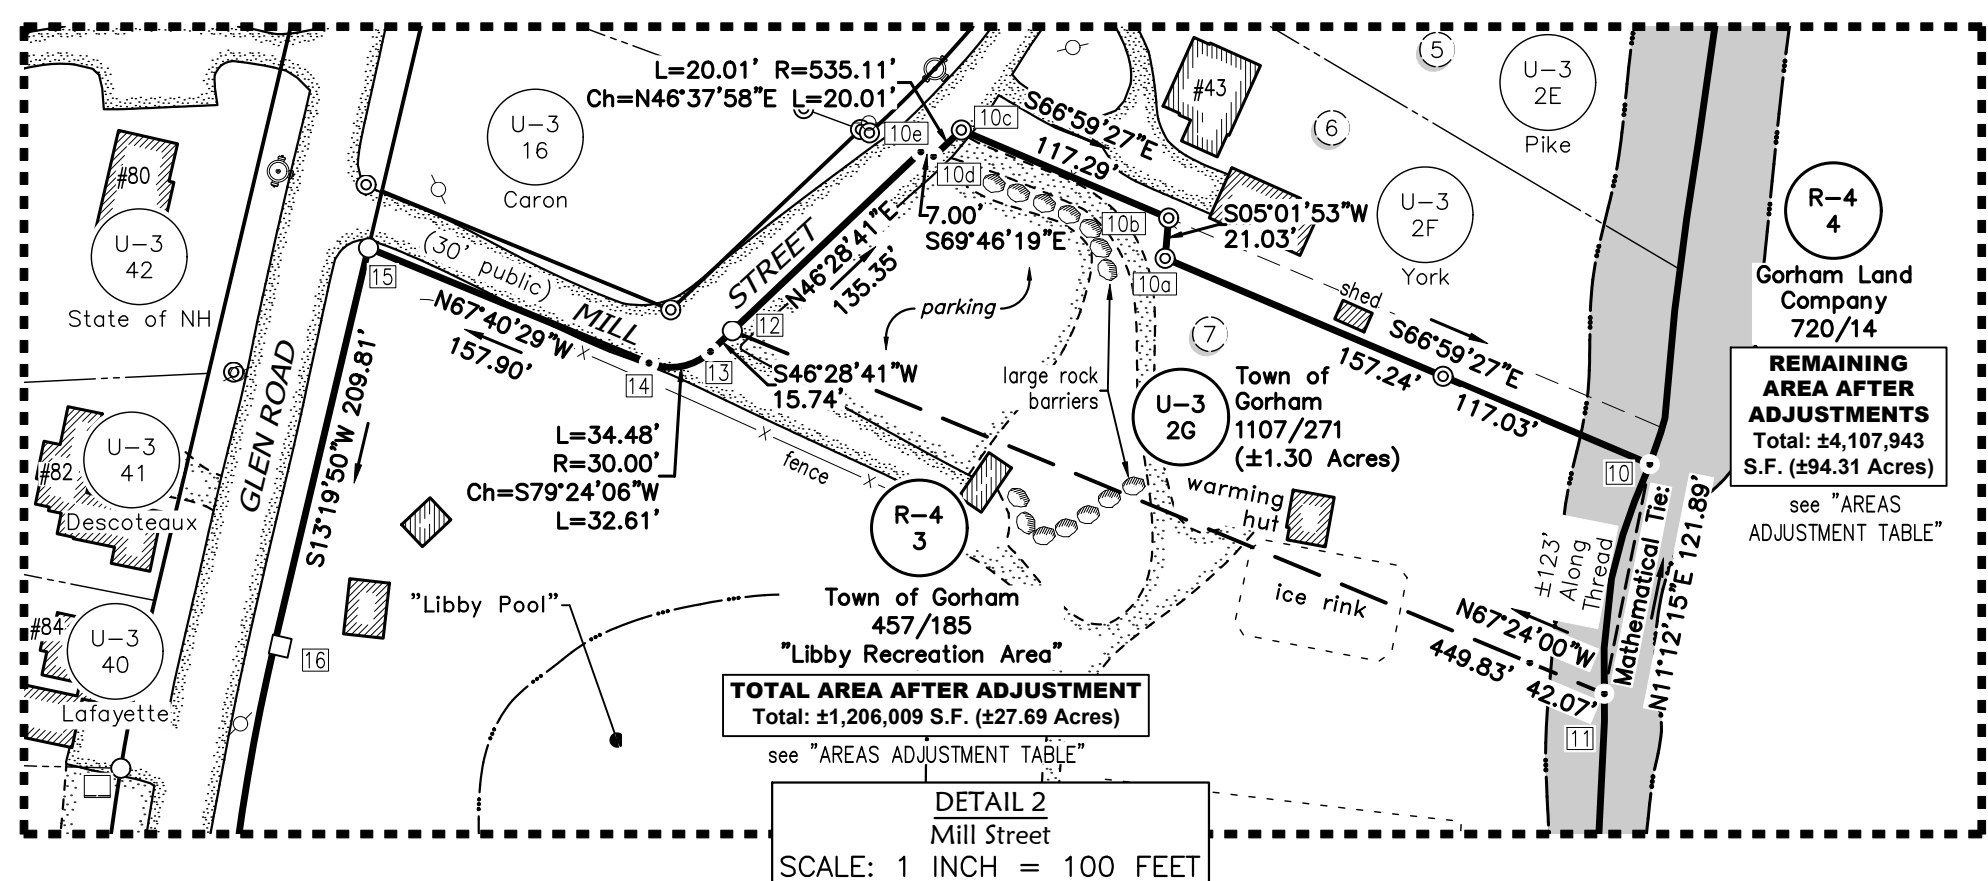 L=20.01' R=535.11'
Ch=N46°37'58"E L=20.01'
10e
10c
10d
S66°59'27"E
117.29'
#43
6
5
U-3
2E
Pike
U-3
16
Caron
#80
U-3
42
State of NH
15
(30' public)
MILL
STREET
N67°40'29"W
157.90'
N46°28'41"E
135.35'
7.00'
S69°46'19"E
10b
10a
S05°01'53"W
21.03'
U-3
2F
York
R-4
4
Gorham Land
Company
720/14
REMAINING
AREA AFTER
ADJUSTMENTS
Total: ±4,107,943
S.F. (±94.31 Acres)
see "AREAS
ADJUSTMENT TABLE"
parking
shed
S66°59'27"E
157.24'
117.03'
7
12
13
14
S46°28'41"W
15.74'
large rock
barriers
U-3
2G
Town of
Gorham
1107/271
(±1.30 Acres)
10
GLEN ROAD
S13°19'50"W 209.81'
L=34.48'
R=30.00'
Ch=S79°24'06"W
L=32.61'
x
x
x
fence
#82
U-3
41
Descoteaux
R-4
3
Town of Gorham
457/185
"Libby Recreation Area"
TOTAL AREA AFTER ADJUSTMENT
Total: ±1,206,009 S.F. (±27.69 Acres)
see "AREAS ADJUSTMENT TABLE"
warming
hut
ice rink
±123'
Along
Thread
Mathematical Tie:
N11°12'15"E 121.89'
N67°24'00"W
449.83'
42.07'
11
"Libby Pool"
#84
U-3
40
Lafayette
16
DETAIL 2
Mill Street
SCALE: 1 INCH = 100 FEET